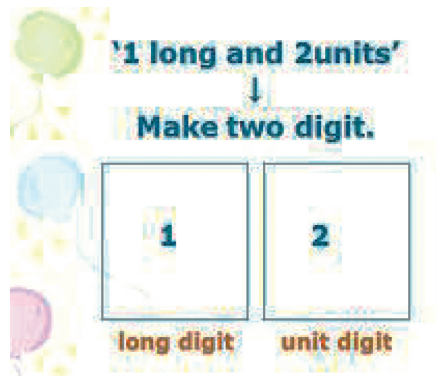 ‘1 long and 2units’
↓
Make two digit.
1 2
long digit unit digit